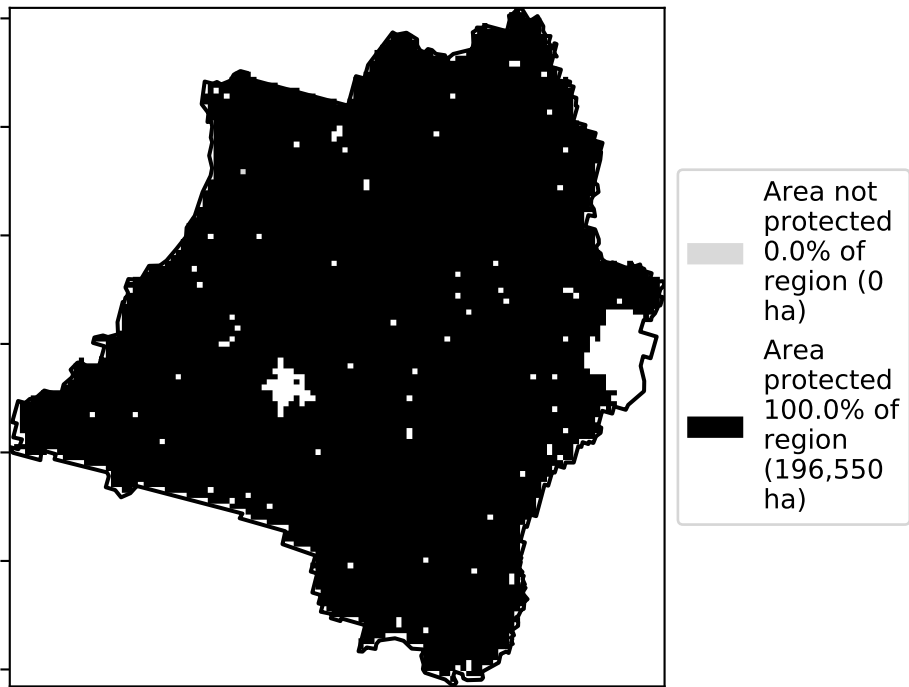 Area not
protected
0.0% of
region (0
ha)
Area
protected
100.0% of
region
(196,550
ha)